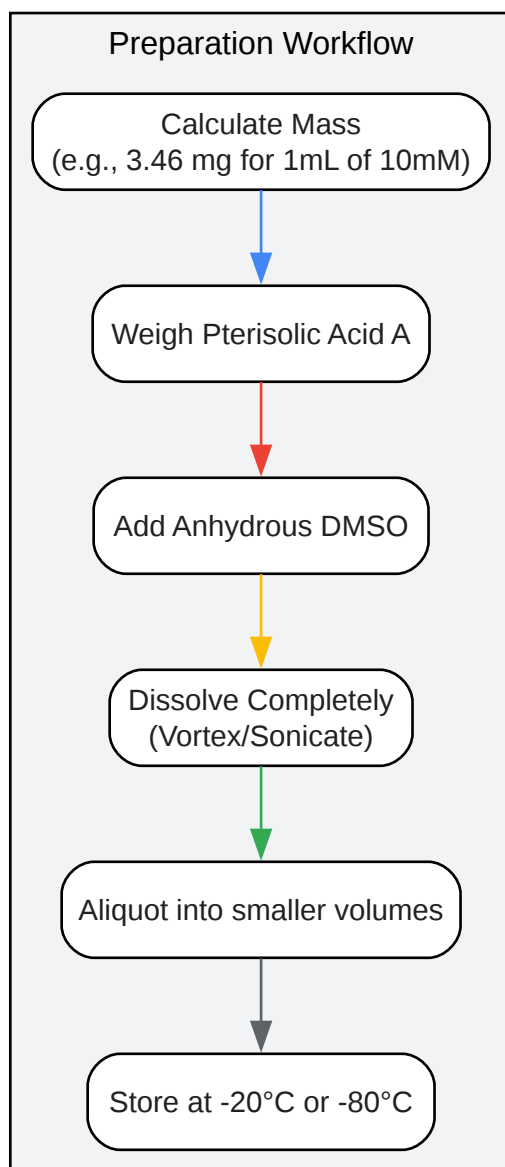 Preparation Workflow
Calculate Mass
(e.g., 3.46 mg for 1mL of 10mM)
Weigh Pterisolic Acid A
Add Anhydrous DMSO
Dissolve Completely
(Vortex/Sonicate)
Aliquot into smaller volumes
Store at -20°C or -80°C